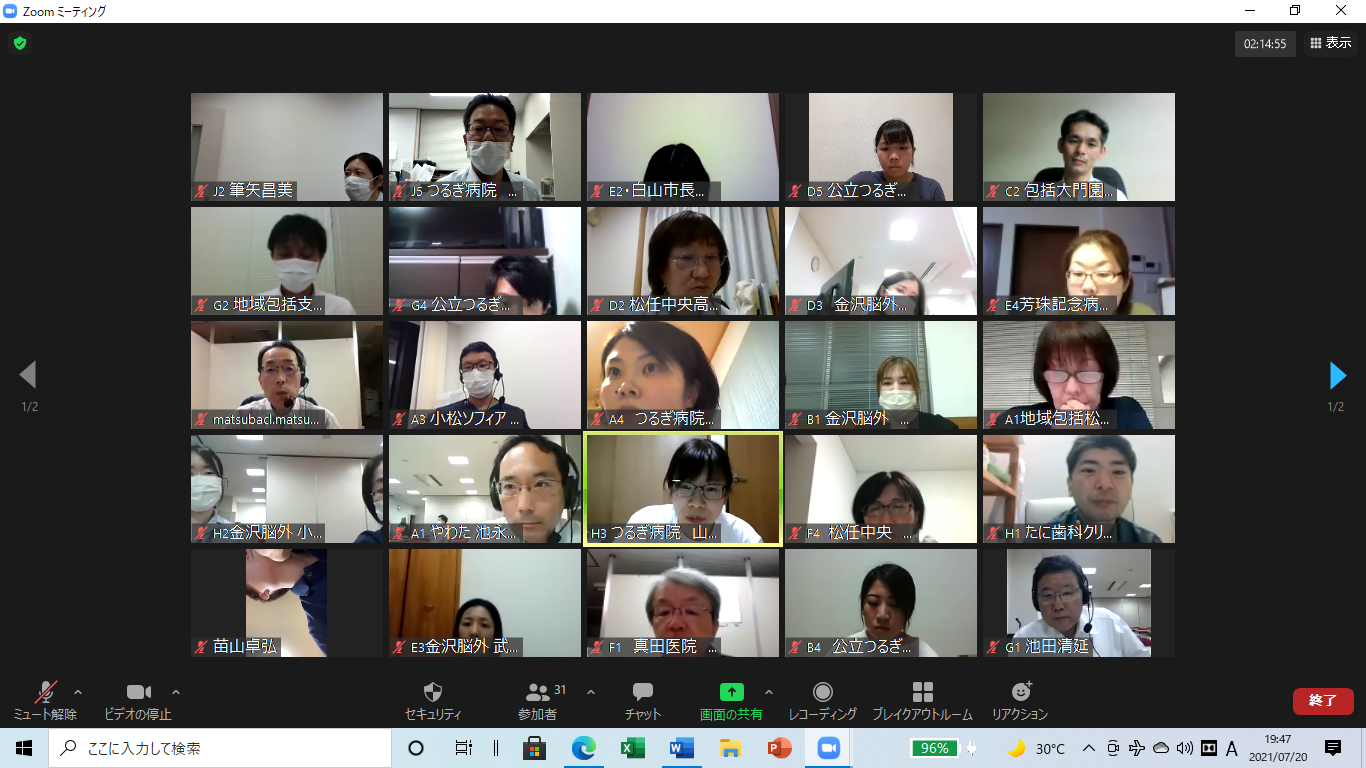 Zoom ミーティング
02:14:55
表示
J2 筆矢昌美
J5 つるぎ病院 ...
E2・白山市長...
D5 公立つるぎ...
C2 包括大門園...
G2 地域包括支...
G4 公立つるぎ...
D2 松任中央高...
D3 金沢脳外...
E4芳珠記念病...
matsubacl.matsu...
A3 小松ソフィア ...
A4 つるぎ病院...
B1 金沢脳外 ...
A1地域包括松...
H2金沢脳外 小...
A1 やわた 池永...
H3 つるぎ病院 山...
F4 松任中央 ...
H1 たに歯科クリ...
苗山卓弘
E3金沢脳外 武...
F1 真田医院 ...
B4 公立つるぎ...
G1 池田清延
1/2
1/2
ミュート解除
ビデオの停止
セキュリティ
31
参加者
チャット
画面の共有
レコーディング
ブレイクアウトルーム
リアクション
終了
ここに入力して検索
96%
30°C
A
19:47
2021/07/20